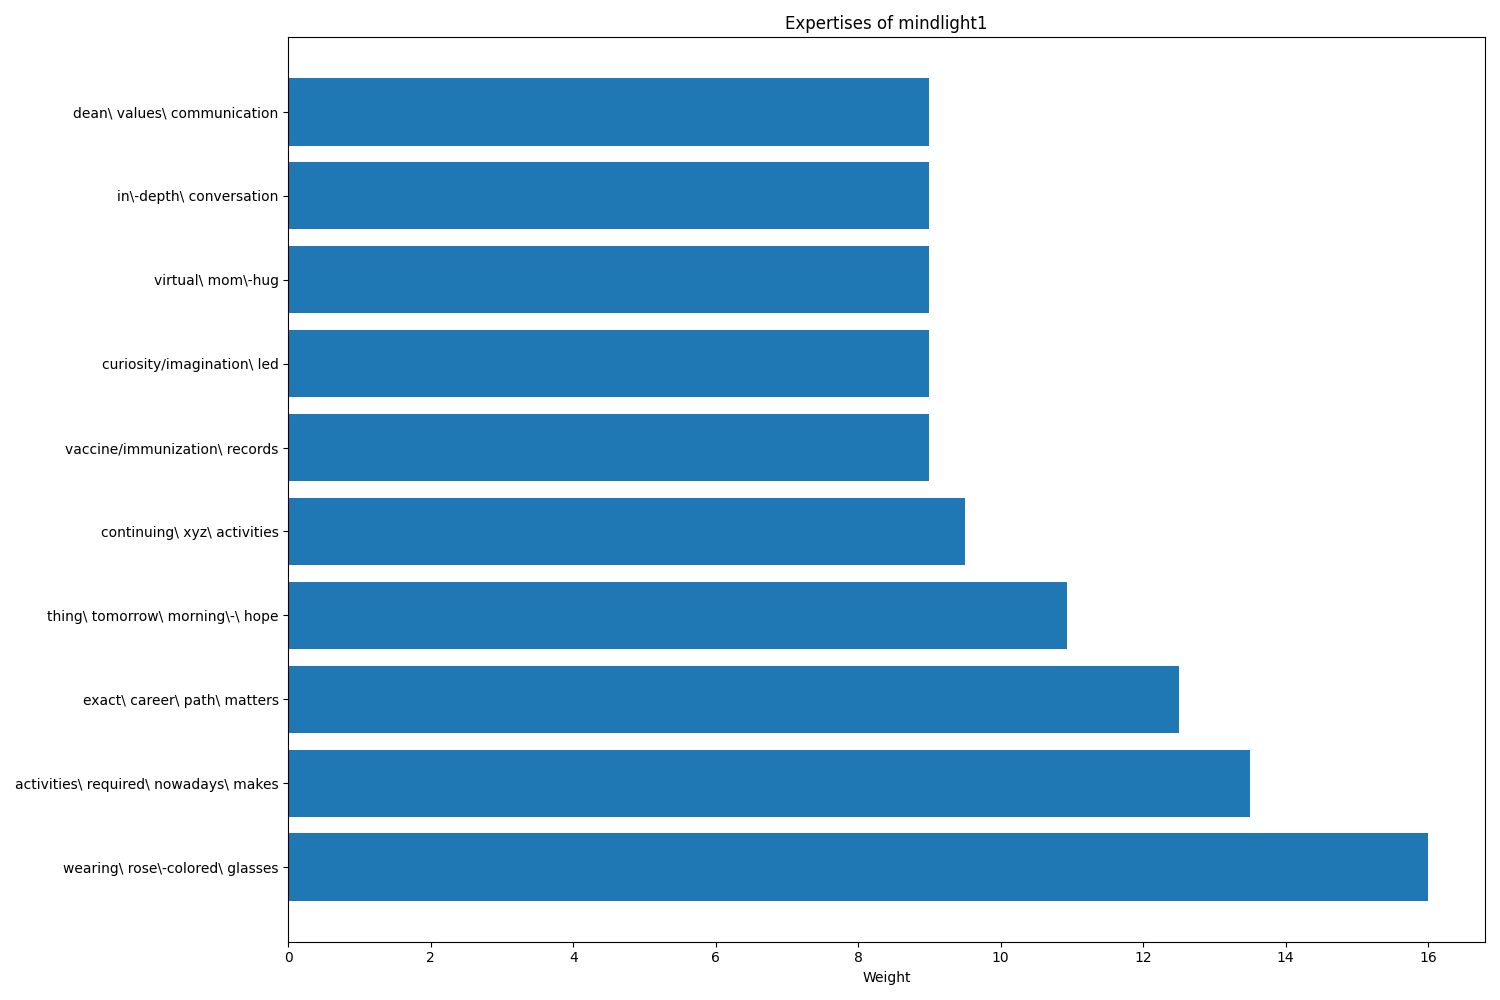 Expertises of mindlight1
dean\ values\ communication
in\-depth\ conversation
virtual\ mom\-hug
curiosity/imagination\ led
vaccine/immunization\ records
continuing\ xyz\ activities
thing\ tomorrow\ morning\-\ hope
exact\ career\ path\ matters
activities\ required\ nowadays\ makes
wearing\ rose\-colored\ glasses
0 2 4 6 8 10 12 14 16
Weight